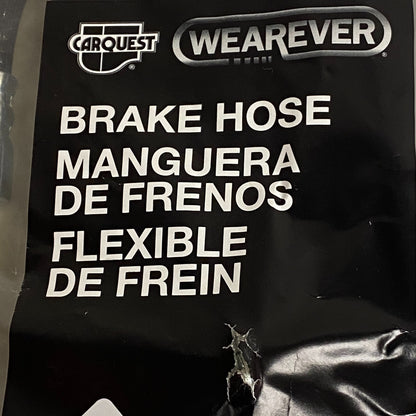 CARQUEST® WEAREVER®
BRAKE HOSE
MANGUERA
DE FRENOS
FLEXIBLE
DE FREIN